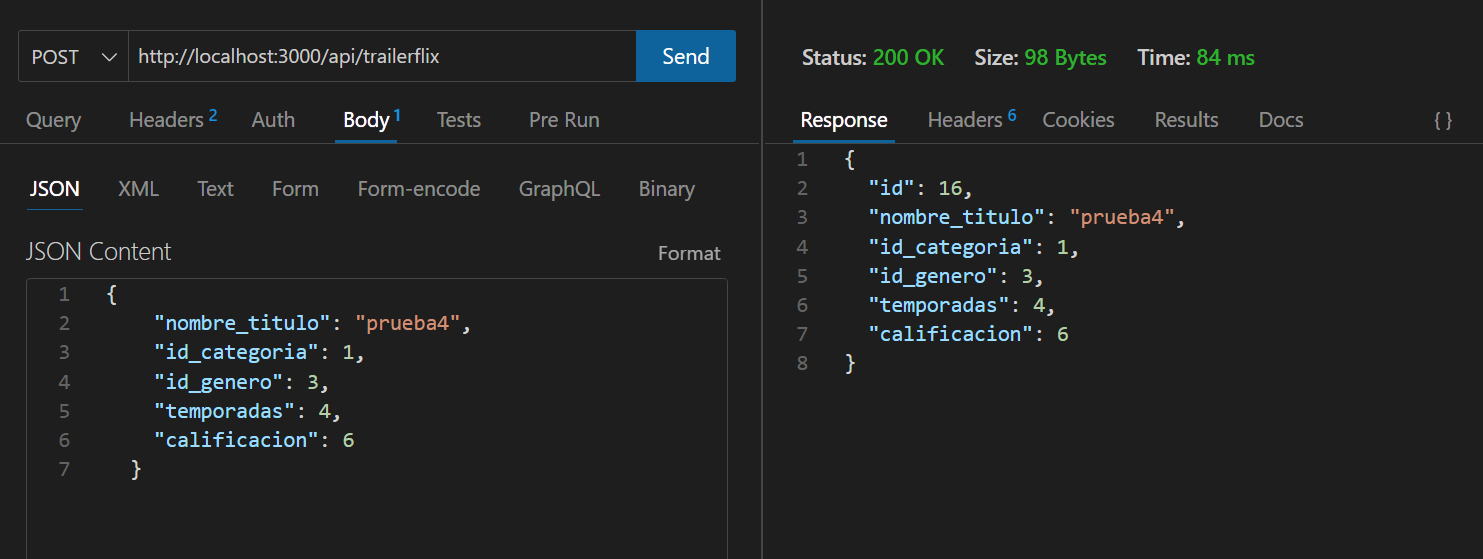 POST http://localhost:3000/api/trailerflix Send
Query Headers 2 Auth Body 1 Tests Pre Run
JSON XML Text Form Form-encode GraphQL Binary
JSON Content Format
1 {
2 "nombre_titulo": "prueba4",
3 "id_categoria": 1,
4 "id_genero": 3,
5 "temporadas": 4,
6 "calificacion": 6
7 }
Status: 200 OK Size: 98 Bytes Time: 84 ms
Response Headers 6 Cookies Results Docs { }
1 {
2 "id": 16,
3 "nombre_titulo": "prueba4",
4 "id_categoria": 1,
5 "id_genero": 3,
6 "temporadas": 4,
7 "calificacion": 6
8 }